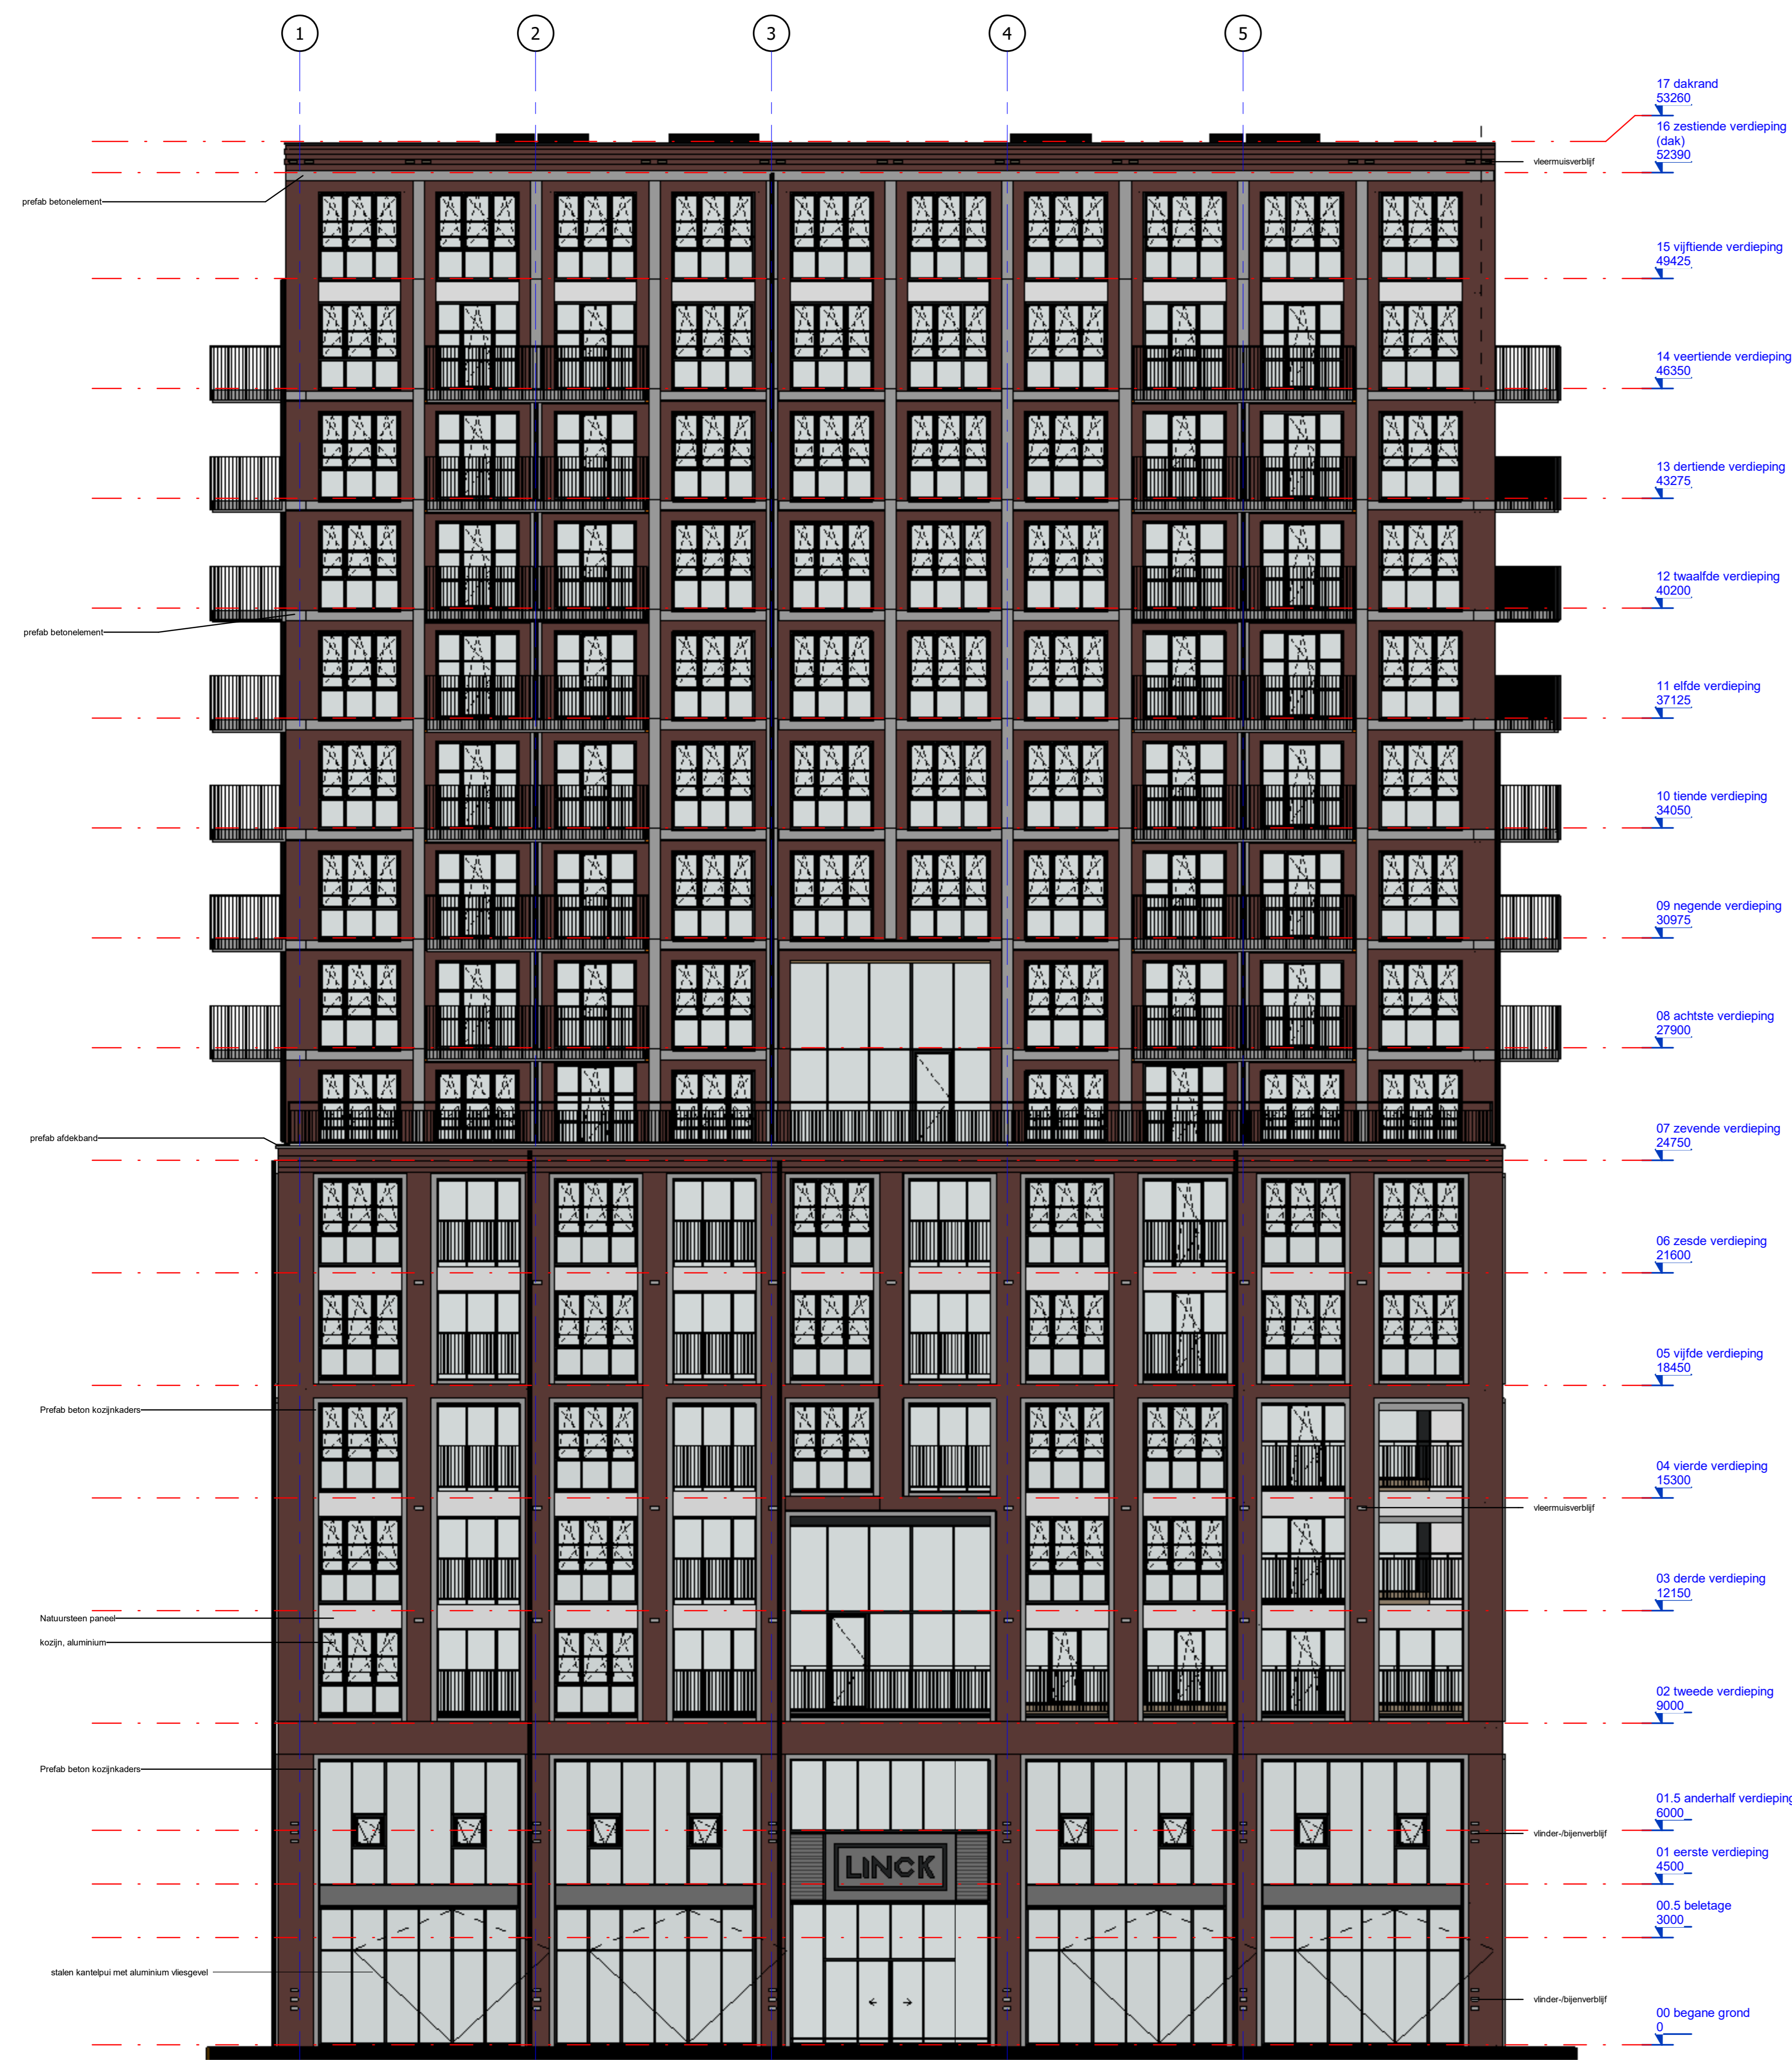 1
2
3
4
5
17 dakrand
53260
16 zestiende verdieping
(dak)
52390
vleermuisverblijf
prefab betonelement
15 vijftiende verdieping
49425
14 veertiende verdieping
46350
13 dertiende verdieping
43275
12 twaalfde verdieping
40200
prefab betonelement
11 elfde verdieping
37125
10 tiende verdieping
34050
09 negende verdieping
30975
08 achtste verdieping
27900
prefab afdekband
07 zevende verdieping
24750
06 zesde verdieping
21600
05 vijfde verdieping
18450
Prefab beton kozijnkaders
04 vierde verdieping
15300
vleermuisverblijf
03 derde verdieping
12150
Natuursteen paneel
kozijn, aluminium
02 tweede verdieping
9000
Prefab beton kozijnkaders
01.5 anderhalf verdieping
6000
vlinder-/bijenverblijf
LINCK
01 eerste verdieping
4500
00.5 beletage
3000
stalen kantelpui met aluminium vliesgevel
vlinder-/bijenverblijf
00 begane grond
0